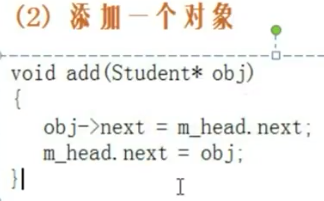 (2) 添加一个对象
void add(Student* obj)
{
obj->next = m_head.next;
m_head.next = obj;
}